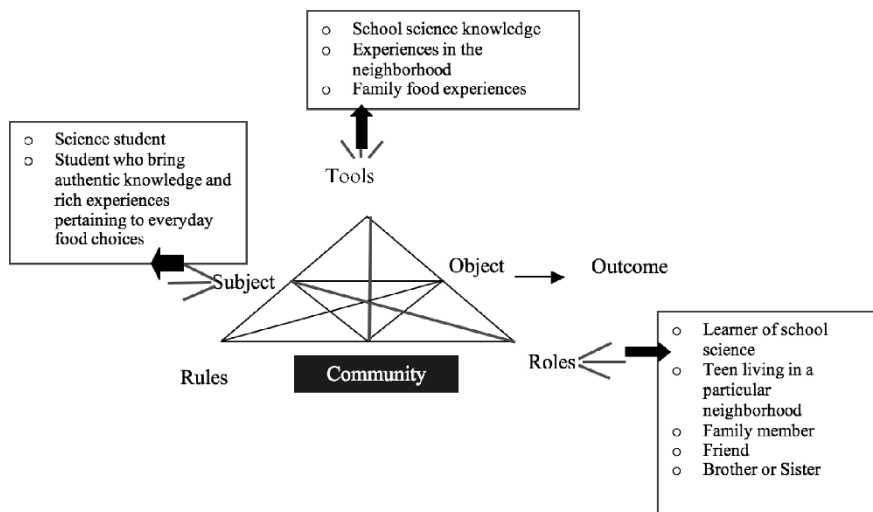 o School science knowledge
o Experiences in the
neighborhood
o Family food experiences
o Science student
o Student who bring
authentic knowledge and
rich experiences
pertaining to everyday
food choices
Tools
Subject
Object
Outcome
Rules
Community
Roles
o Learner of school
science
o Teen living in a
particular
neighborhood
o Family member
o Friend
o Brother or Sister